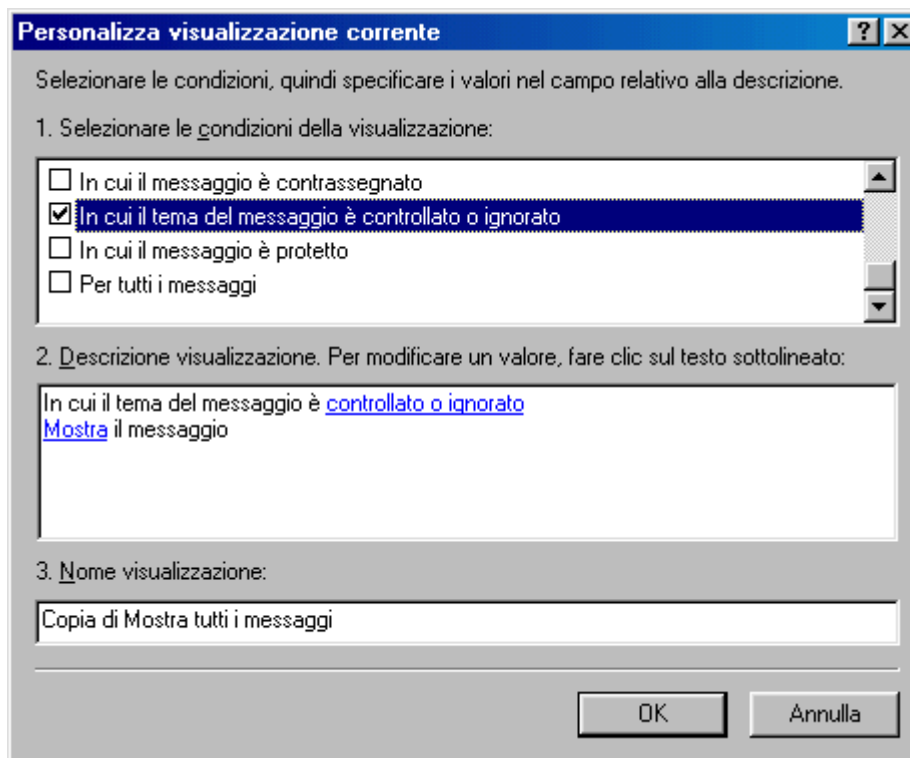 Personalizza visualizzazione corrente
Selezionare le condizioni, quindi specificare i valori nel campo relativo alla descrizione.
1. Selezionare le condizioni della visualizzazione:
In cui il messaggio è contrassegnato
In cui il tema del messaggio è controllato o ignorato
In cui il messaggio è protetto
Per tutti i messaggi
2. Descrizione visualizzazione. Per modificare un valore, fare clic sul testo sottolineato:
In cui il tema del messaggio è controllato o ignorato
Mostra il messaggio
3. Nome visualizzazione:
Copia di Mostra tutti i messaggi
OK
Annulla